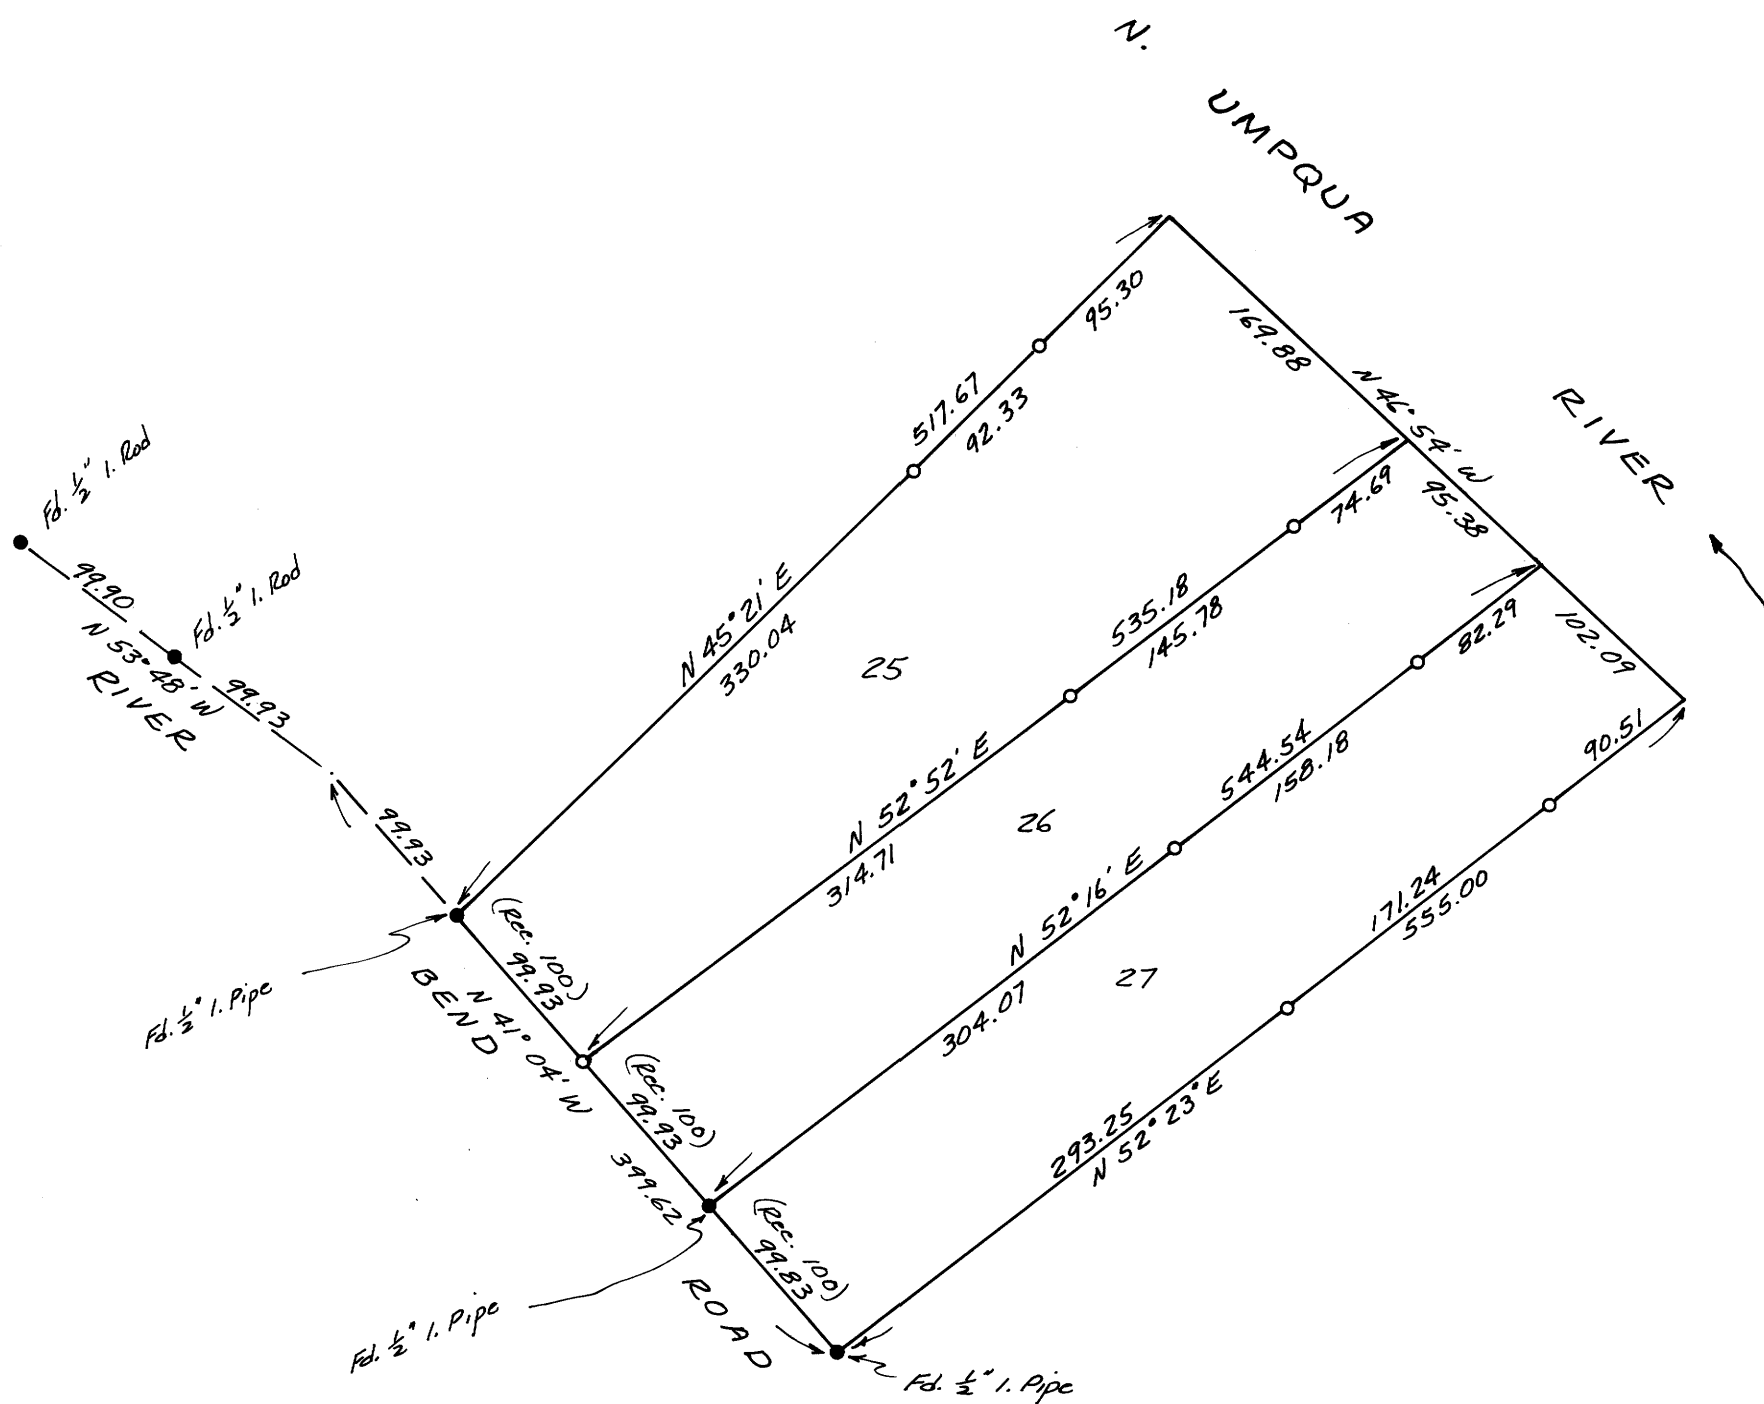 N.
UMPQUA
RIVER
95.30
169.88
N 46° 54' W
517.67
92.33
Fd. ½" I. Rod
74.69
95.38
99.90
Fd. ½" I. Rod
N 53° 48' W
RIVER
99.93
N 45° 21' E
330.04
25
535.18
145.78
82.29
102.09
99.93
N 52° 52' E
314.71
26
544.54
158.18
90.51
(Rec. 100)
99.93
Fd. ½" I. Pipe
BEND
N 41° 04' W
N 52° 16' E
304.07
27
171.24
555.00
(Rec. 100)
99.93
399.62
293.25
N 52° 23° E
(Rec. 100)
99.83
ROAD
Fd. ½" I. Pipe
Fd. ½" I. Pipe